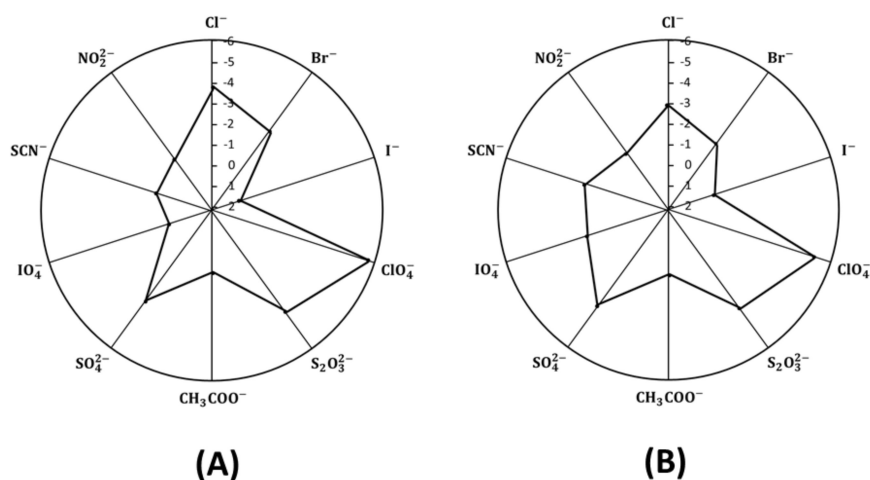 Cl⁻
-6
-5
-4
-3
-2
-1
0
1
2
Br⁻
I⁻
ClO₄⁻
S₂O₃²⁻
CH₃COO⁻
SO₄²⁻
IO₄⁻
SCN⁻
NO₂²⁻
(A)
Cl⁻
-6
-5
-4
-3
-2
-1
0
1
2
Br⁻
I⁻
ClO₄⁻
S₂O₃²⁻
CH₃COO⁻
SO₄²⁻
IO₄⁻
SCN⁻
NO₂²⁻
(B)